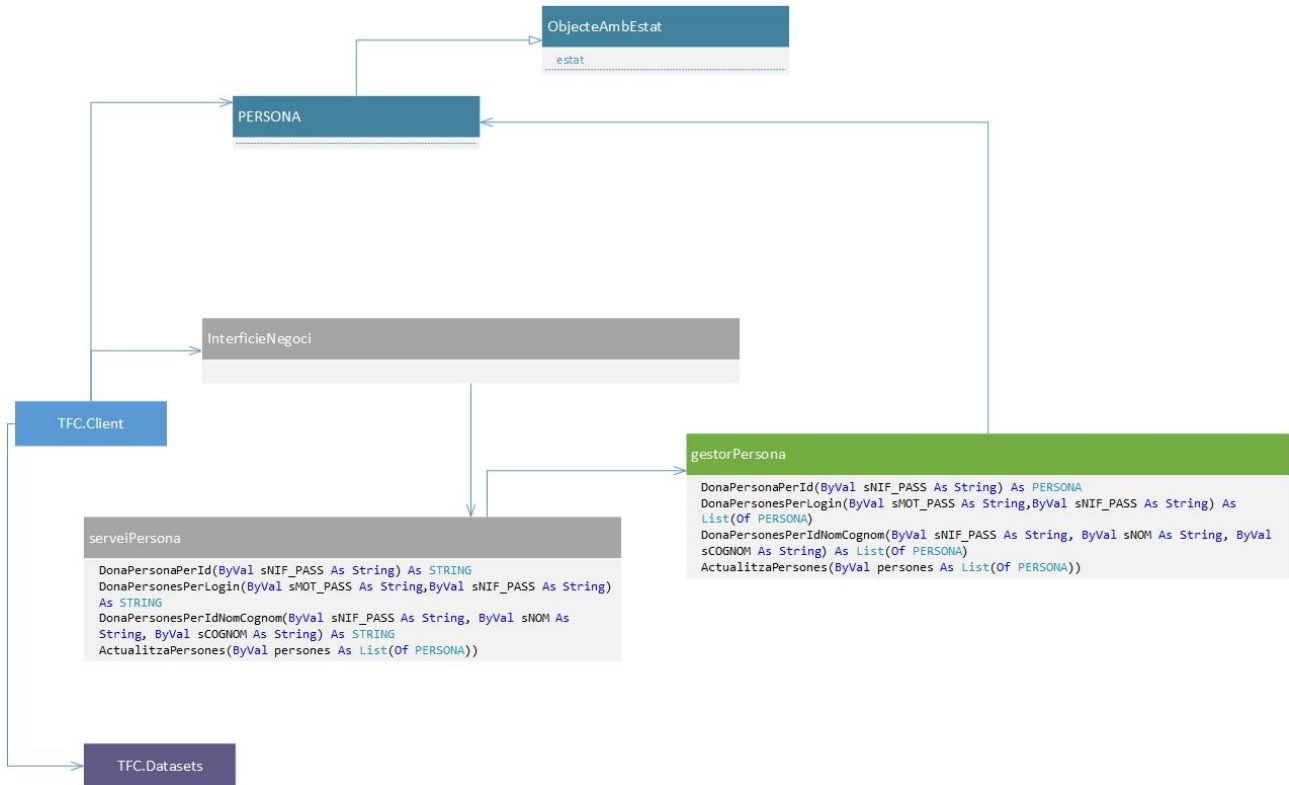 ObjecteAmbEstat
estat
PERSONA
InterficieNegoci
TFC.Client
gestorPersona
DonaPersonaPerId(ByVal sNIF_PASS As String) As PERSONA
DonaPersonesPerLogin(ByVal sMOT_PASS As String,ByVal sNIF_PASS As String) As
List(Of PERSONA)
DonaPersonesPerIdNomCognom(ByVal sNIF_PASS As String, ByVal sNOM As String, ByVal
sCOGNOM As String) As List(Of PERSONA)
ActualitzaPersones(ByVal persones As List(Of PERSONA))
serveiPersona
DonaPersonaPerId(ByVal sNIF_PASS As String) As STRING
DonaPersonesPerLogin(ByVal sMOT_PASS As String,ByVal sNIF_PASS As String)
As STRING
DonaPersonesPerIdNomCognom(ByVal sNIF_PASS As String, ByVal sNOM As
String, ByVal sCOGNOM As String) As STRING
ActualitzaPersones(ByVal persones As List(Of PERSONA))
TFC.Datasets